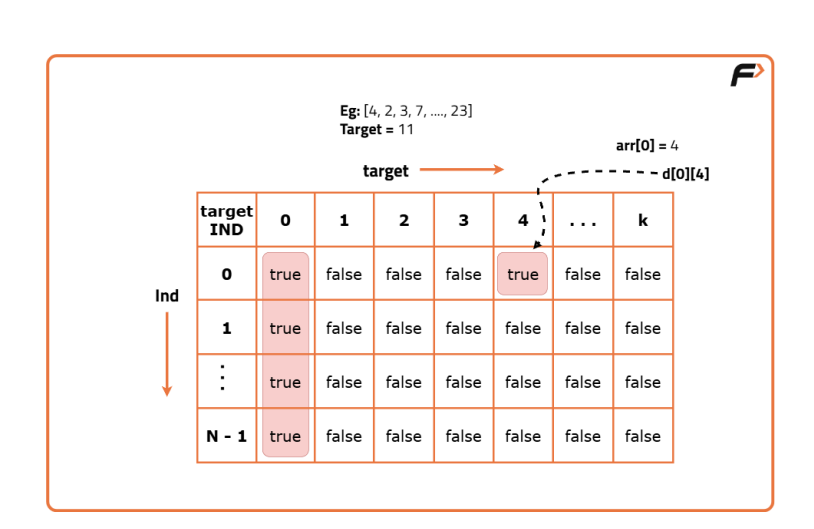 F
Eg: [4, 2, 3, 7, ...., 23]
Target = 11
arr[0] = 4
target
d[0][4]
target IND 0 1 2 3 4 . . . k
0 true false false false true false false
Ind
1 true false false false false false false
⋮ true false false false false false false
N - 1 true false false false false false false